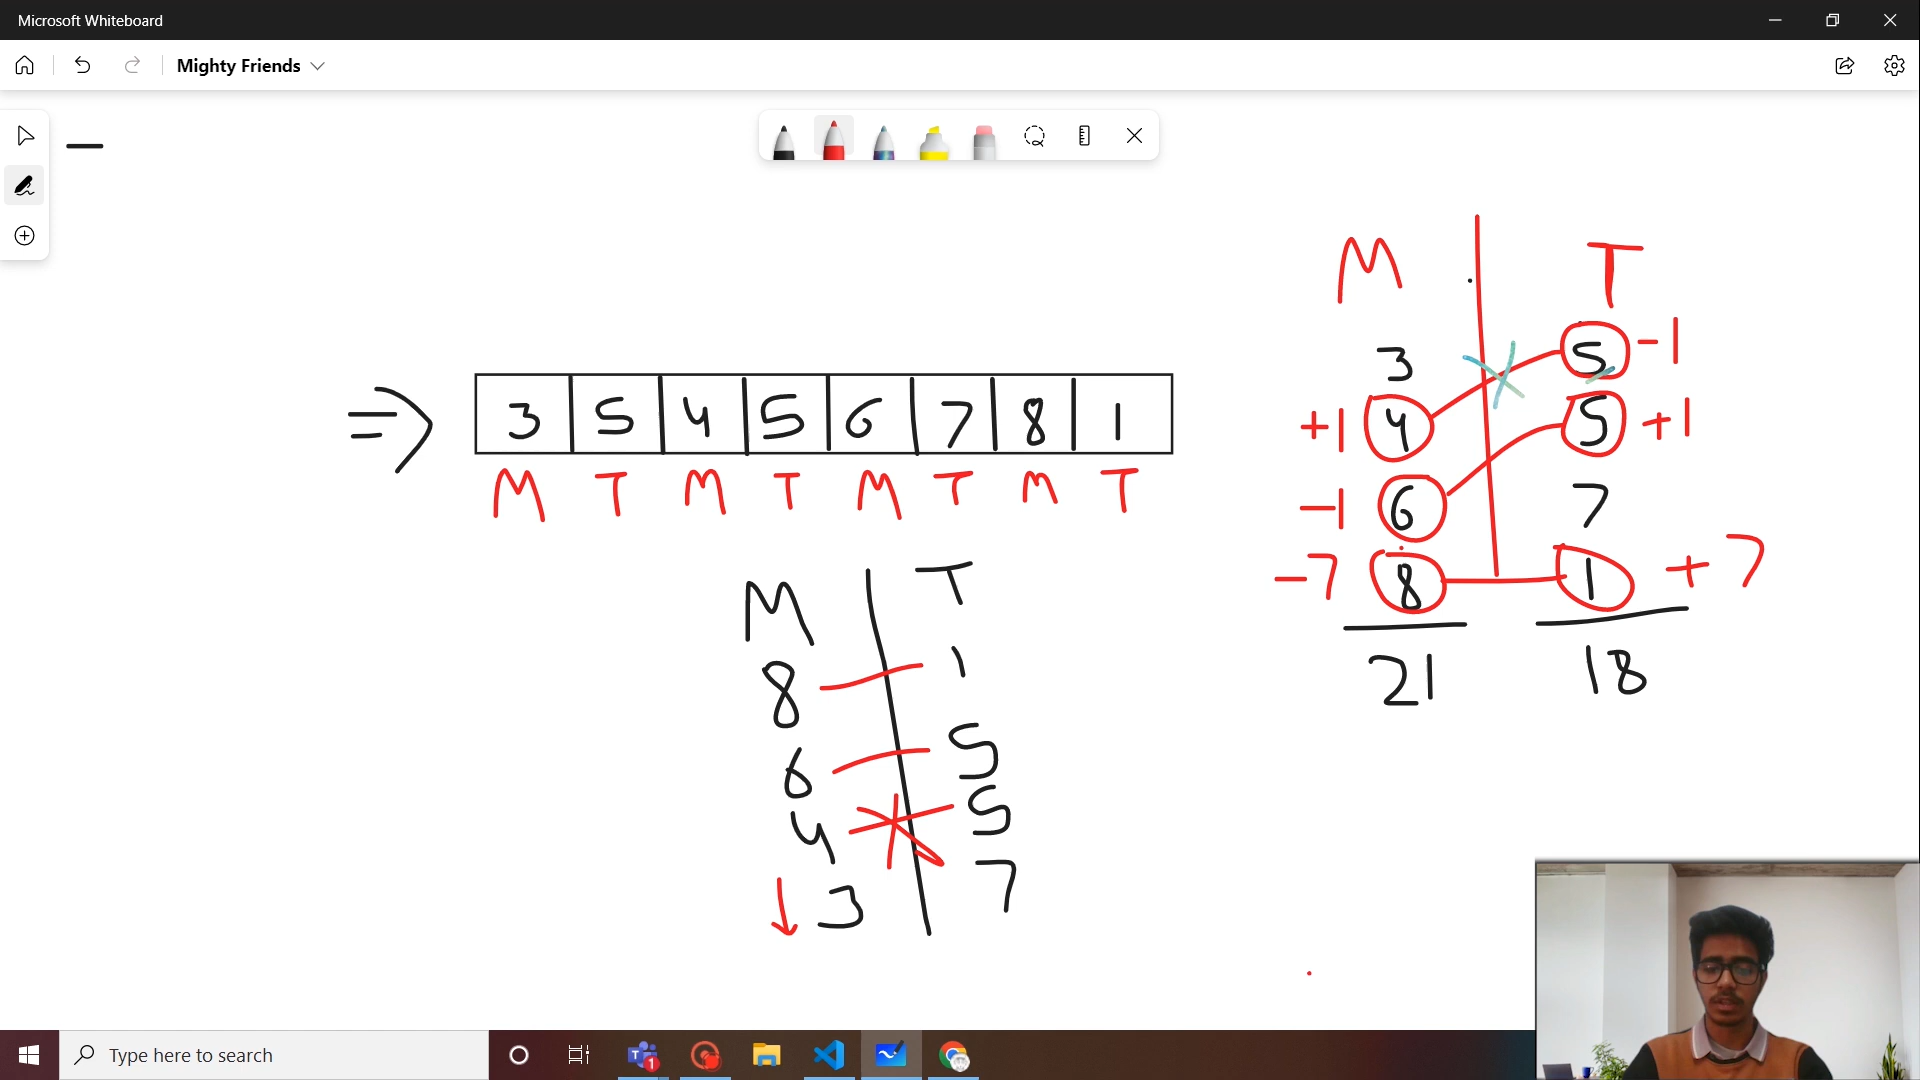 Microsoft Whiteboard
Mighty Friends
M T
3 5 -1
+1 4 5 +1
-1 6 7
-7 8 1 +7
21 18
=> 3 5 4 5 6 7 8 1
M T M T M T M T
M T
8 1
6 5
4 5
3 7
Type here to search
1